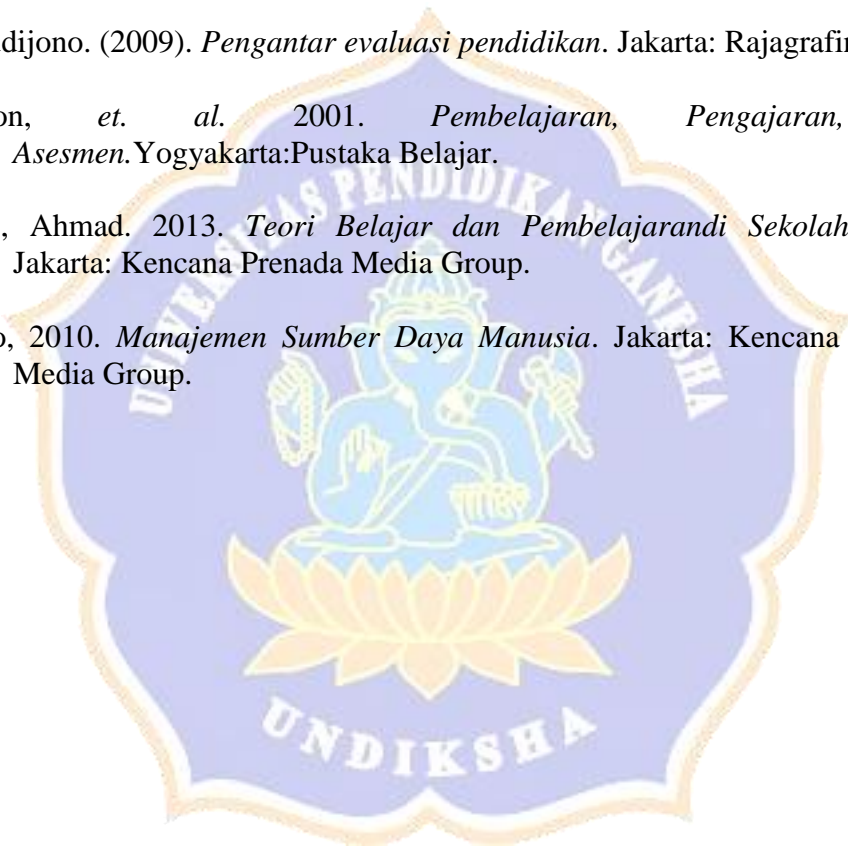 dijono. (2009). Pengantar evaluasi pendidikan. Jakarta: Rajagrafin
on, et. al. 2001. Pembelajaran, Pengajaran,
Asesmen.Yogyakarta:Pustaka Belajar.
, Ahmad. 2013. Teori Belajar dan Pembelajarandi Sekolah
Jakarta: Kencana Prenada Media Group.
o, 2010. Manajemen Sumber Daya Manusia. Jakarta: Kencana
Media Group.
UNIVERSITAS PENDIDIKAN GANESHA
UNDIKSHA